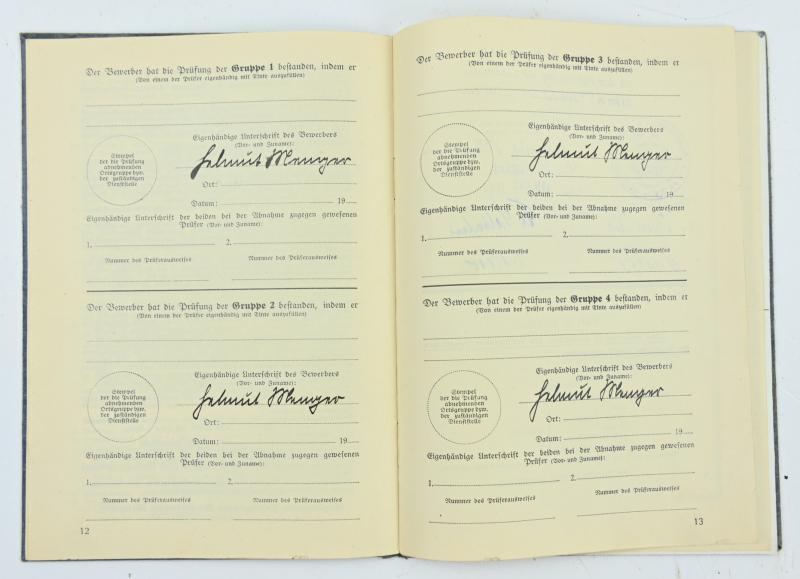 Der Bewerber hat die Prüfung der Gruppe 1 bestanden, indem er
(Von einem der Prüfer eigenhändig mit Tinte auszufüllen)
Eigenhändige Unterschrift des Bewerbers
(Vor- und Zuname):
Stempel
der die Prüfung
abnehmenden
Ortsgruppe bzw.
der zuständigen
Dienststelle
Helmut Menger
Ort:
Datum: 19
Eigenhändige Unterschrift der beiden bei der Abnahme zugegen gewesenen
Prüfer (Vor- und Zuname):
1. 2.
Nummer des Prüferausweises Nummer des Prüferausweises
Der Bewerber hat die Prüfung der Gruppe 2 bestanden, indem er
(Von einem der Prüfer eigenhändig mit Tinte auszufüllen)
Eigenhändige Unterschrift des Bewerbers
(Vor- und Zuname):
Stempel
der die Prüfung
abnehmenden
Ortsgruppe bzw.
der zuständigen
Dienststelle
Helmut Menger
Ort:
Datum: 19
Eigenhändige Unterschrift der beiden bei der Abnahme zugegen gewesenen
Prüfer (Vor- und Zuname):
1. 2.
Nummer des Prüferausweises Nummer des Prüferausweises
12
Der Bewerber hat die Prüfung der Gruppe 3 bestanden, indem er
(Von einem der Prüfer eigenhändig mit Tinte auszufüllen)
Eigenhändige Unterschrift des Bewerbers
(Vor- und Zuname):
Stempel
der die Prüfung
abnehmenden
Ortsgruppe bzw.
der zuständigen
Dienststelle
Helmut Menger
Ort:
Datum: 19
Eigenhändige Unterschrift der beiden bei der Abnahme zugegen gewesenen
Prüfer (Vor- und Zuname):
1. 2.
Nummer des Prüferausweises Nummer des Prüferausweises
Der Bewerber hat die Prüfung der Gruppe 4 bestanden, indem er
(Von einem der Prüfer eigenhändig mit Tinte auszufüllen)
Eigenhändige Unterschrift des Bewerbers
(Vor- und Zuname):
Stempel
der die Prüfung
abnehmenden
Ortsgruppe bzw.
der zuständigen
Dienststelle
Helmut Menger
Ort:
Datum: 19
Eigenhändige Unterschrift der beiden bei der Abnahme zugegen gewesenen
Prüfer (Vor- und Zuname):
1. 2.
Nummer des Prüferausweises Nummer des Prüferausweises
13